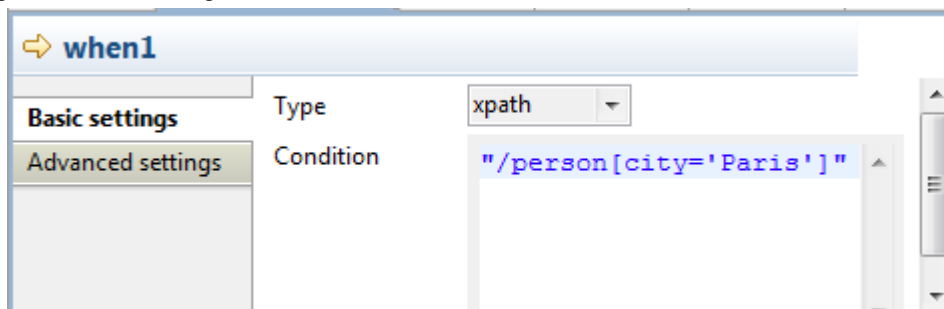 when1
Basic settings
Type
xpath
Advanced settings
Condition
"/person[city='Paris']"